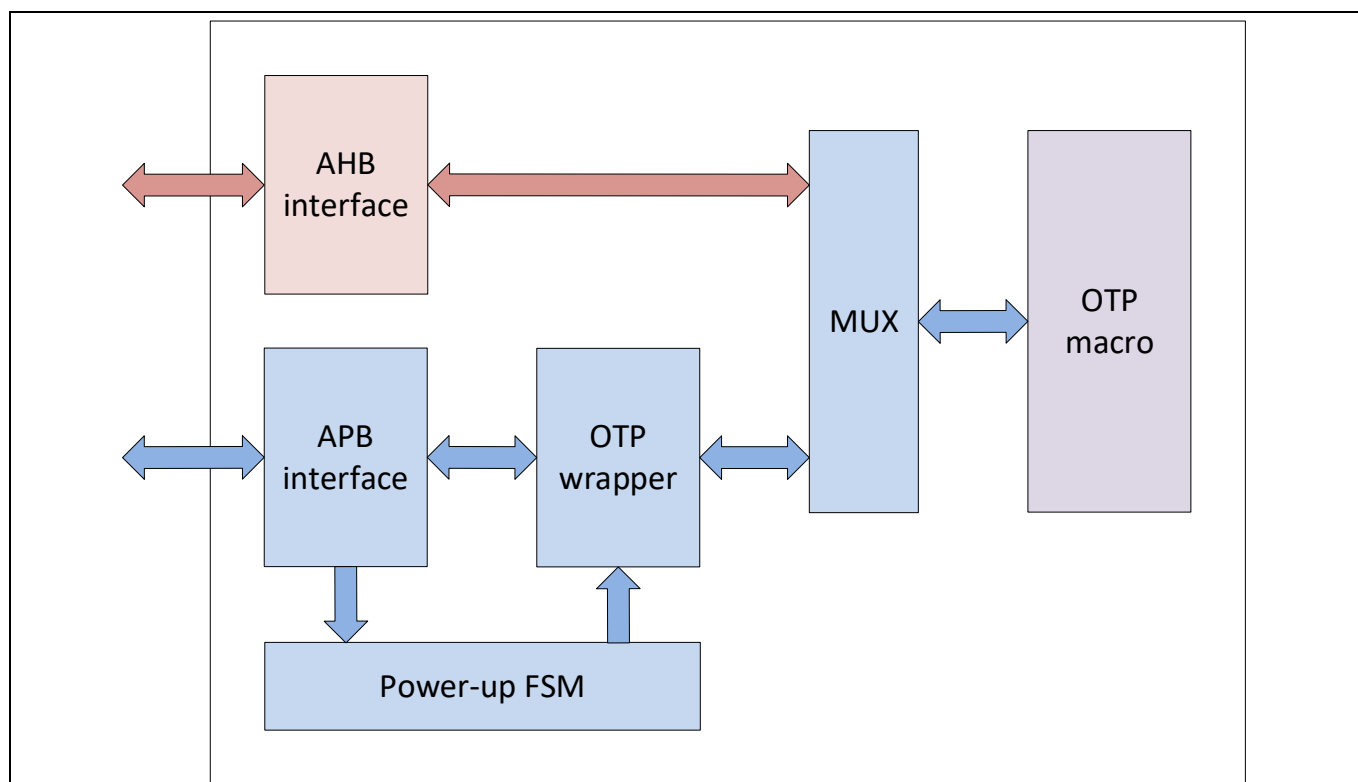 AHB
interface
MUX
OTP
macro
APB
interface
OTP
wrapper
Power-up FSM